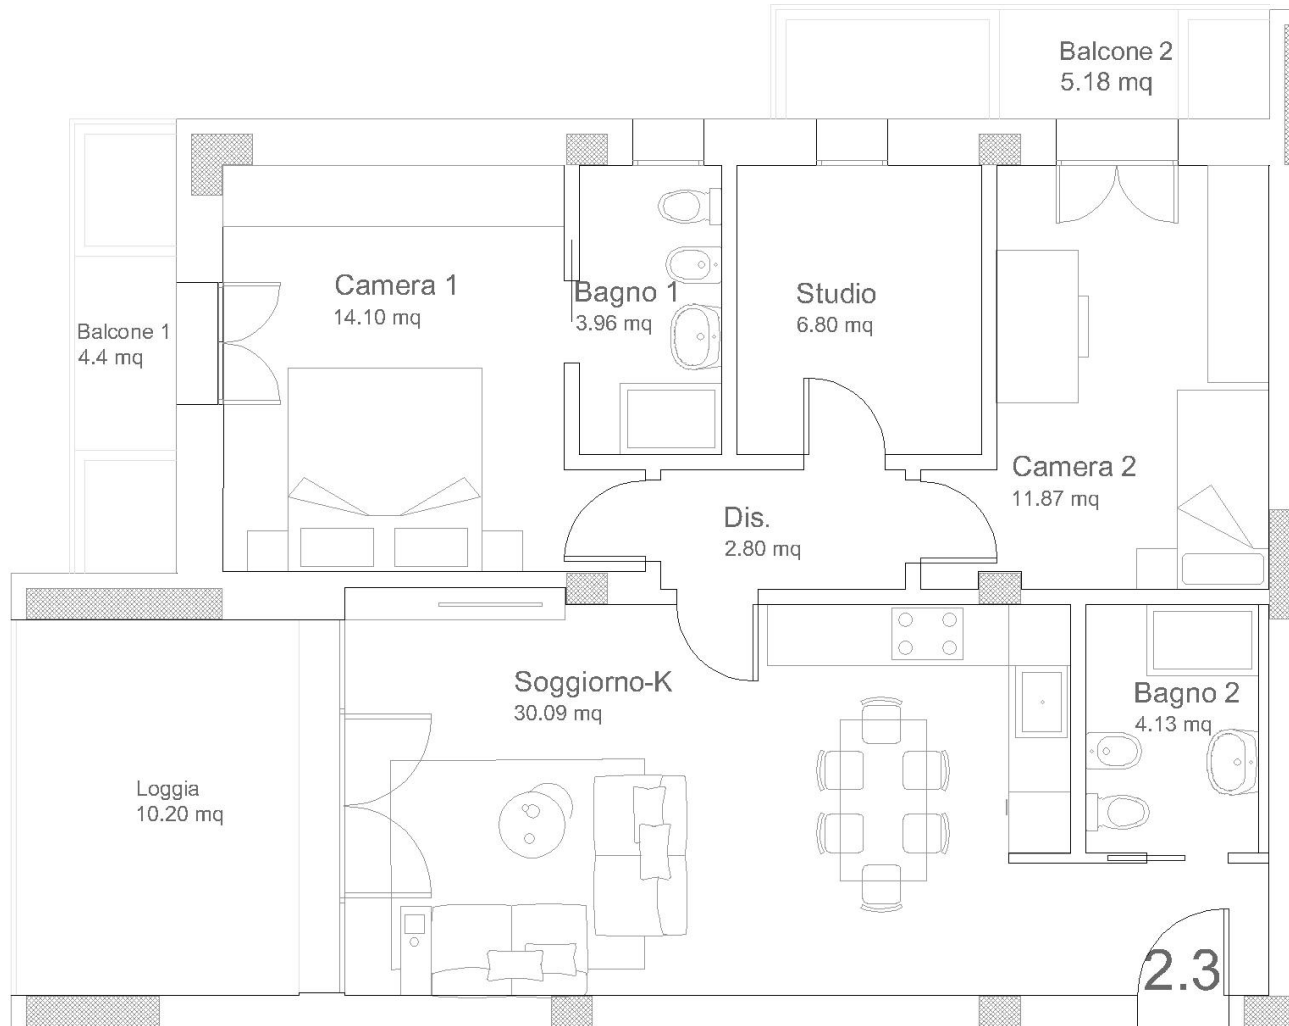 Balcone 2
5.18 mq
Camera 1
14.10 mq
Bagno 1
3.96 mq
Studio
6.80 mq
Balcone 1
4.4 mq
Camera 2
11.87 mq
Dis.
2.80 mq
Soggiorno-K
30.09 mq
Bagno 2
4.13 mq
Loggia
10.20 mq
2.3